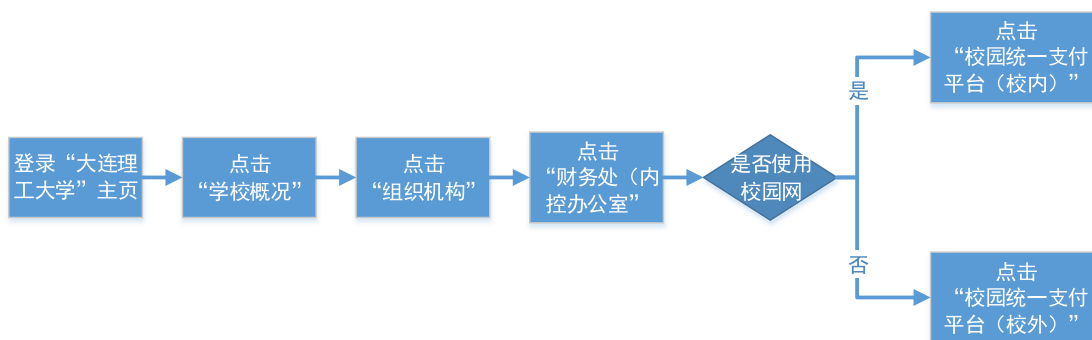 登录“大连理
工大学”主页
点击
“学校概况”
点击
“组织机构”
点击
“财务处（内
控办公室”
是否使用
校园网
是
点击
“校园统一支付
平台（校内）”
否
点击
“校园统一支付
平台（校外）”